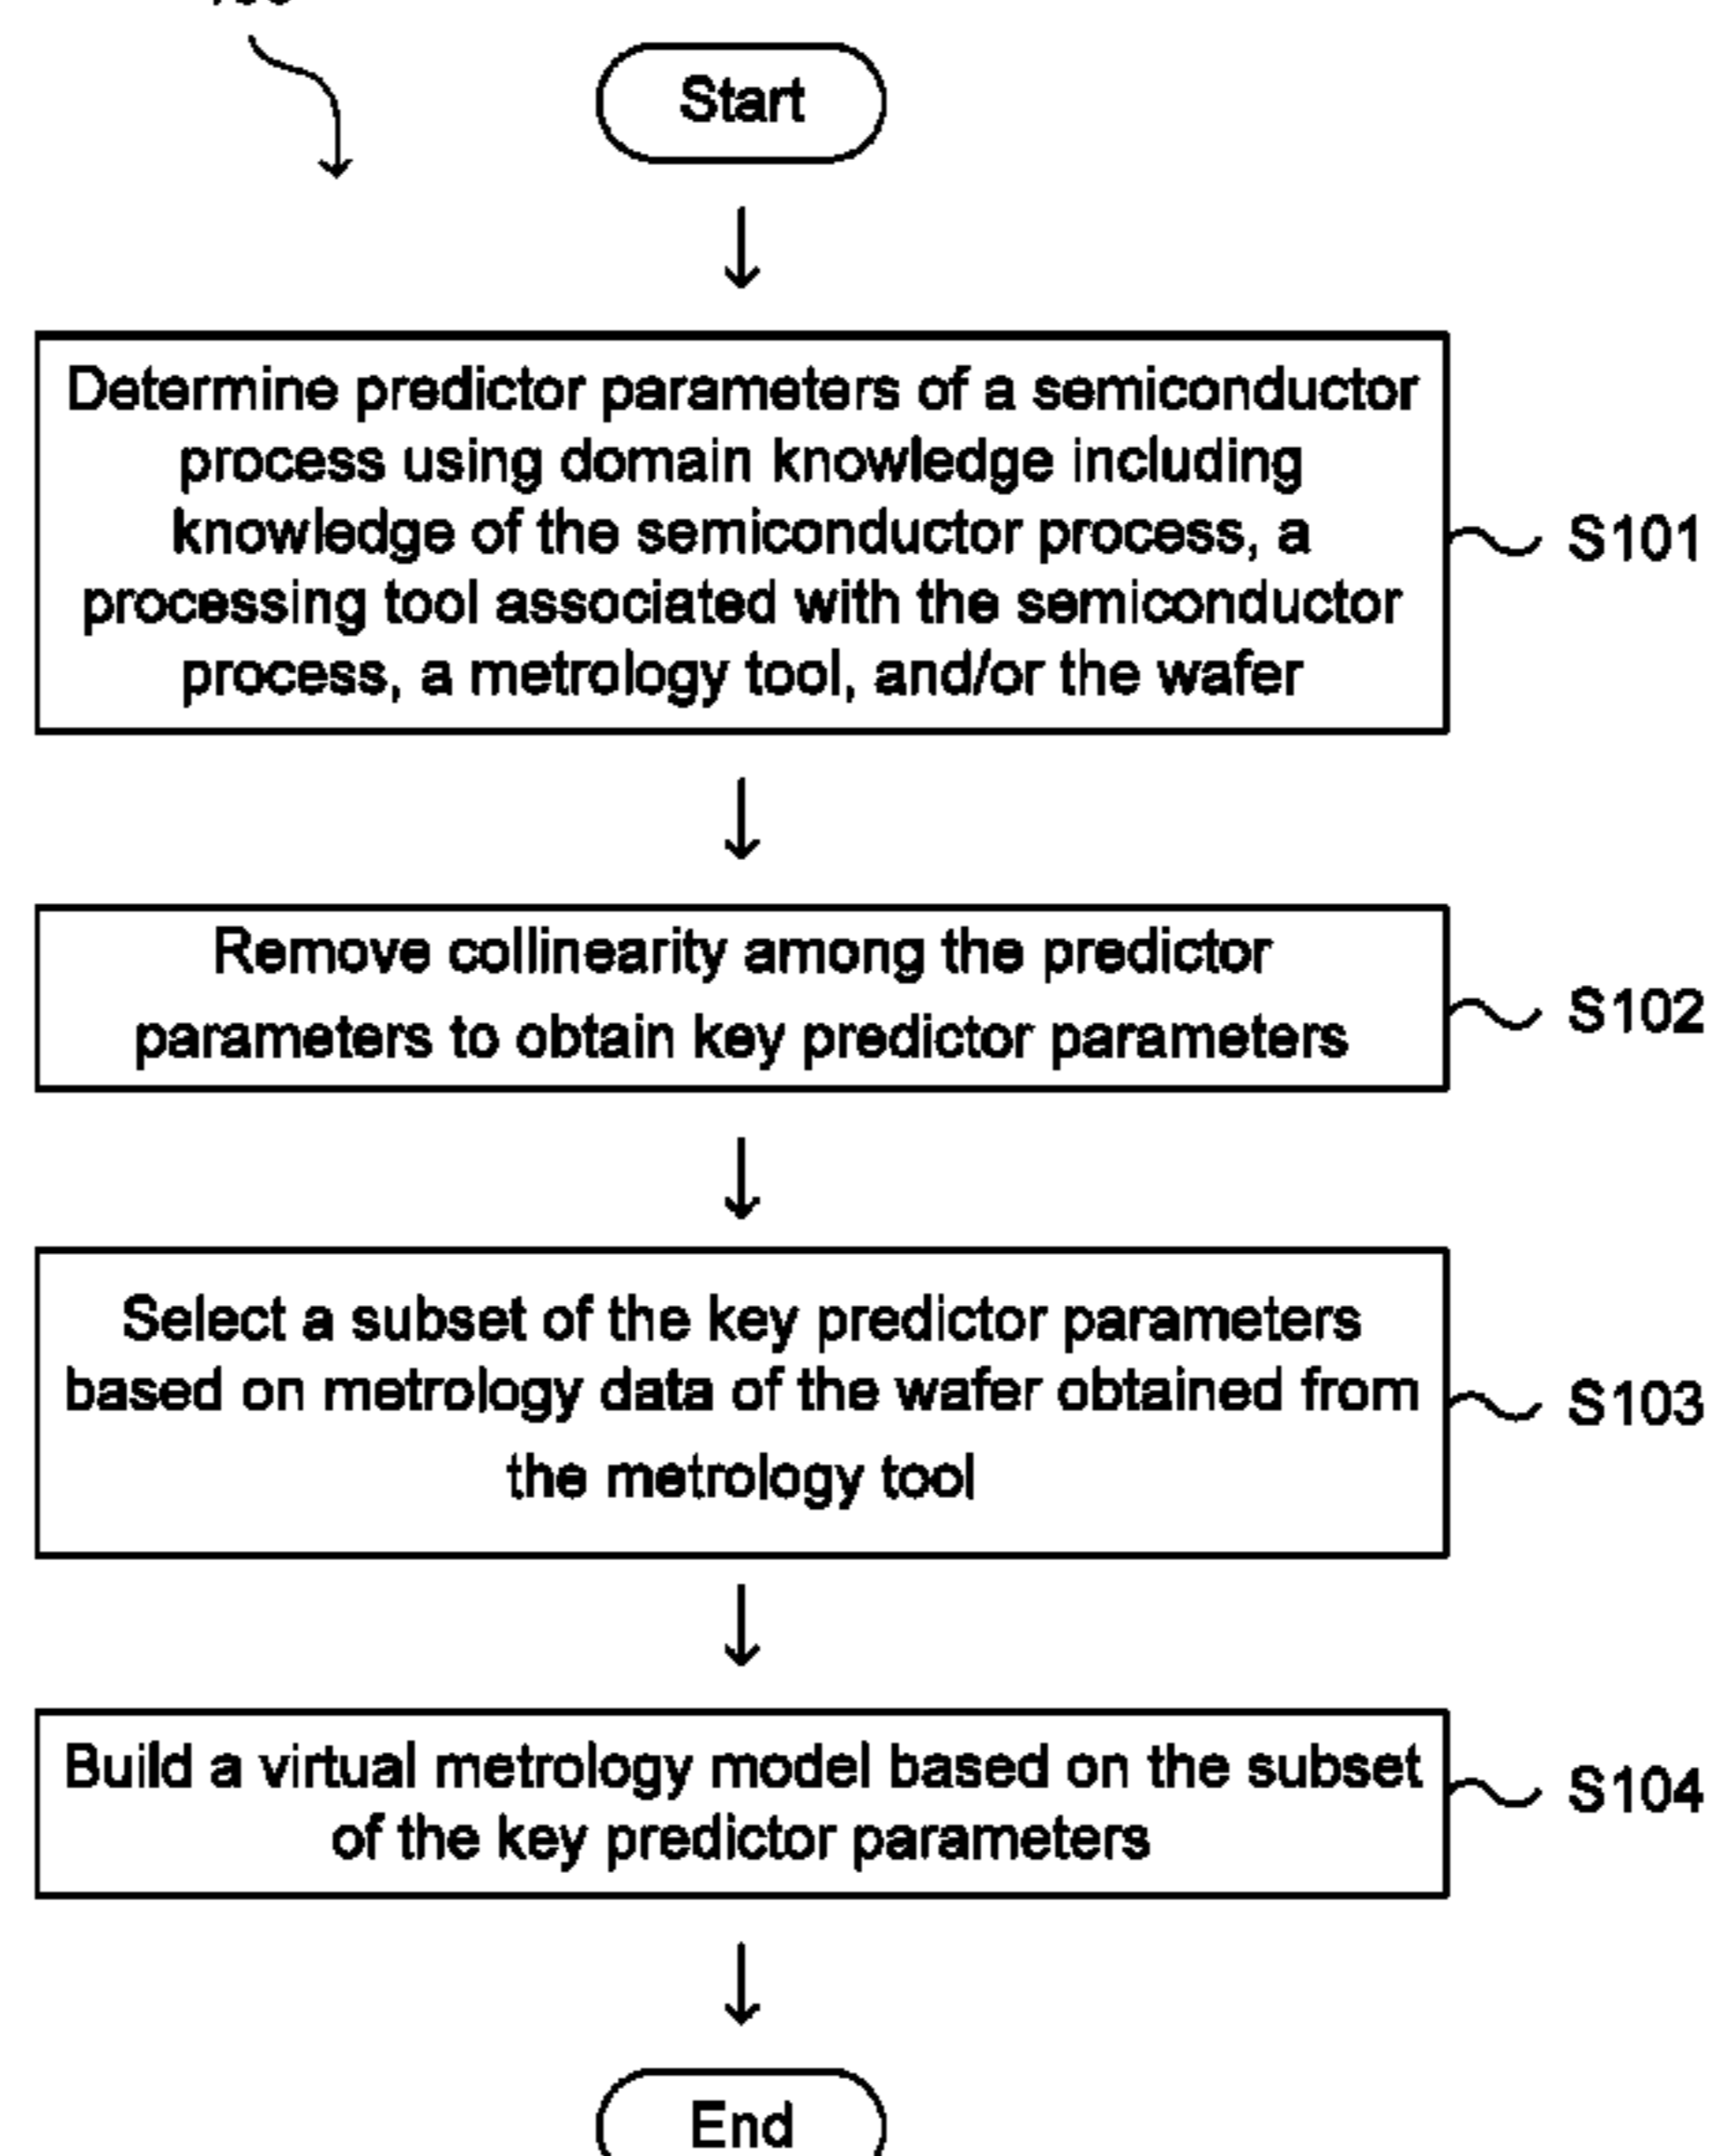 Start
Determine predictor parameters of a semiconductor
process using domain knowledge including
knowledge of the semiconductor process, a
processing tool associated with the semiconductor
process, a metrology tool, and/or the wafer
S101
Remove collinearity among the predictor
parameters to obtain key predictor parameters
S102
Select a subset of the key predictor parameters
based on metrology data of the wafer obtained from
the metrology tool
S103
Build a virtual metrology model based on the subset
of the key predictor parameters
S104
End